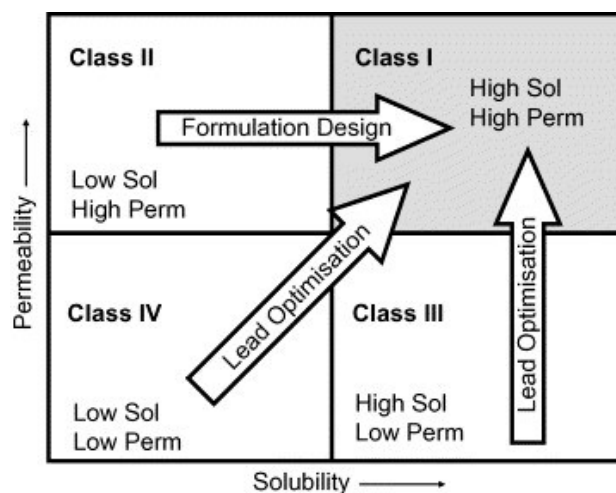 Class II
Class I
High Sol
High Perm
Formulation Design
Low Sol
High Perm
Permeability
Class IV
Class III
Lead Optimisation
Lead Optimisation
Low Sol
Low Perm
High Sol
Low Perm
Solubility